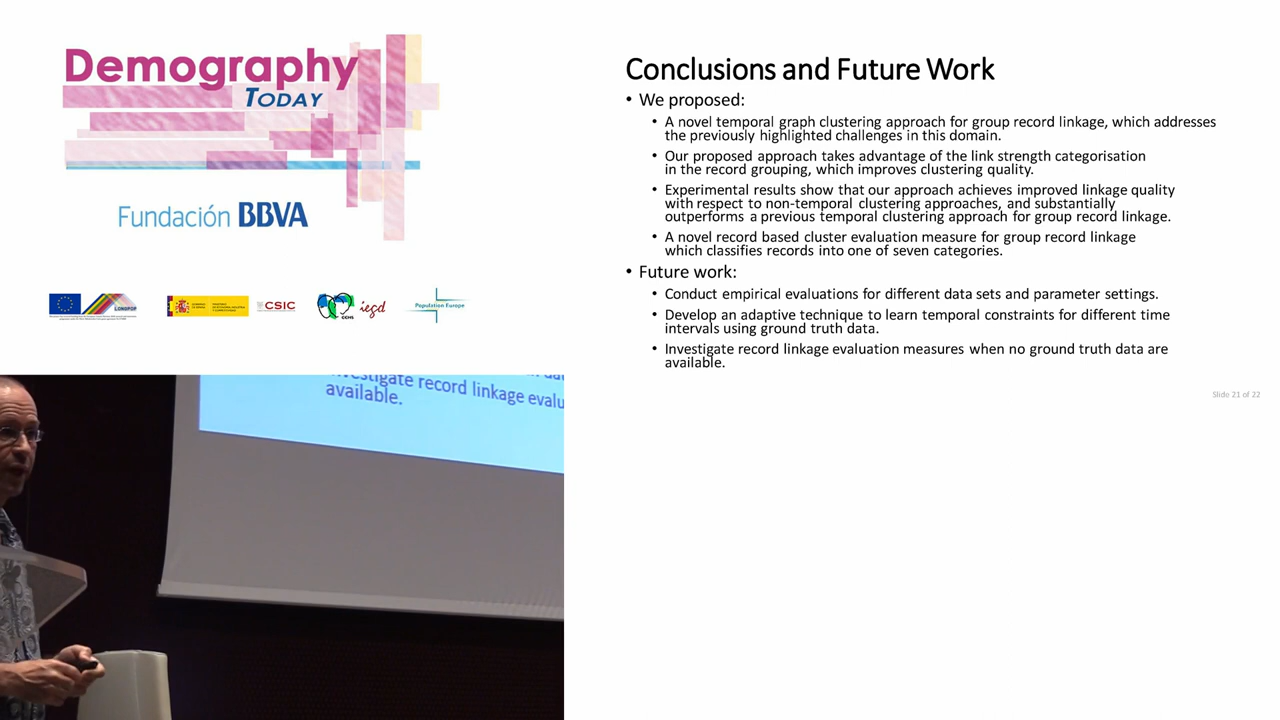 Demography
TODAY
Fundación BBVA
LONGPOP
CSIC
CCHS
iegd
Population Europe
Conclusions and Future Work
• We proposed:
• A novel temporal graph clustering approach for group record linkage, which addresses
the previously highlighted challenges in this domain.
• Our proposed approach takes advantage of the link strength categorisation
in the record grouping, which improves clustering quality.
• Experimental results show that our approach achieves improved linkage quality
with respect to non-temporal clustering approaches, and substantially
outperforms a previous temporal clustering approach for group record linkage.
• A novel record based cluster evaluation measure for group record linkage
which classifies records into one of seven categories.
• Future work:
• Conduct empirical evaluations for different data sets and parameter settings.
• Develop an adaptive technique to learn temporal constraints for different time
intervals using ground truth data.
• Investigate record linkage evaluation measures when no ground truth data are
available.
Slide 21 of 22
investigate record linkage evalu
available.